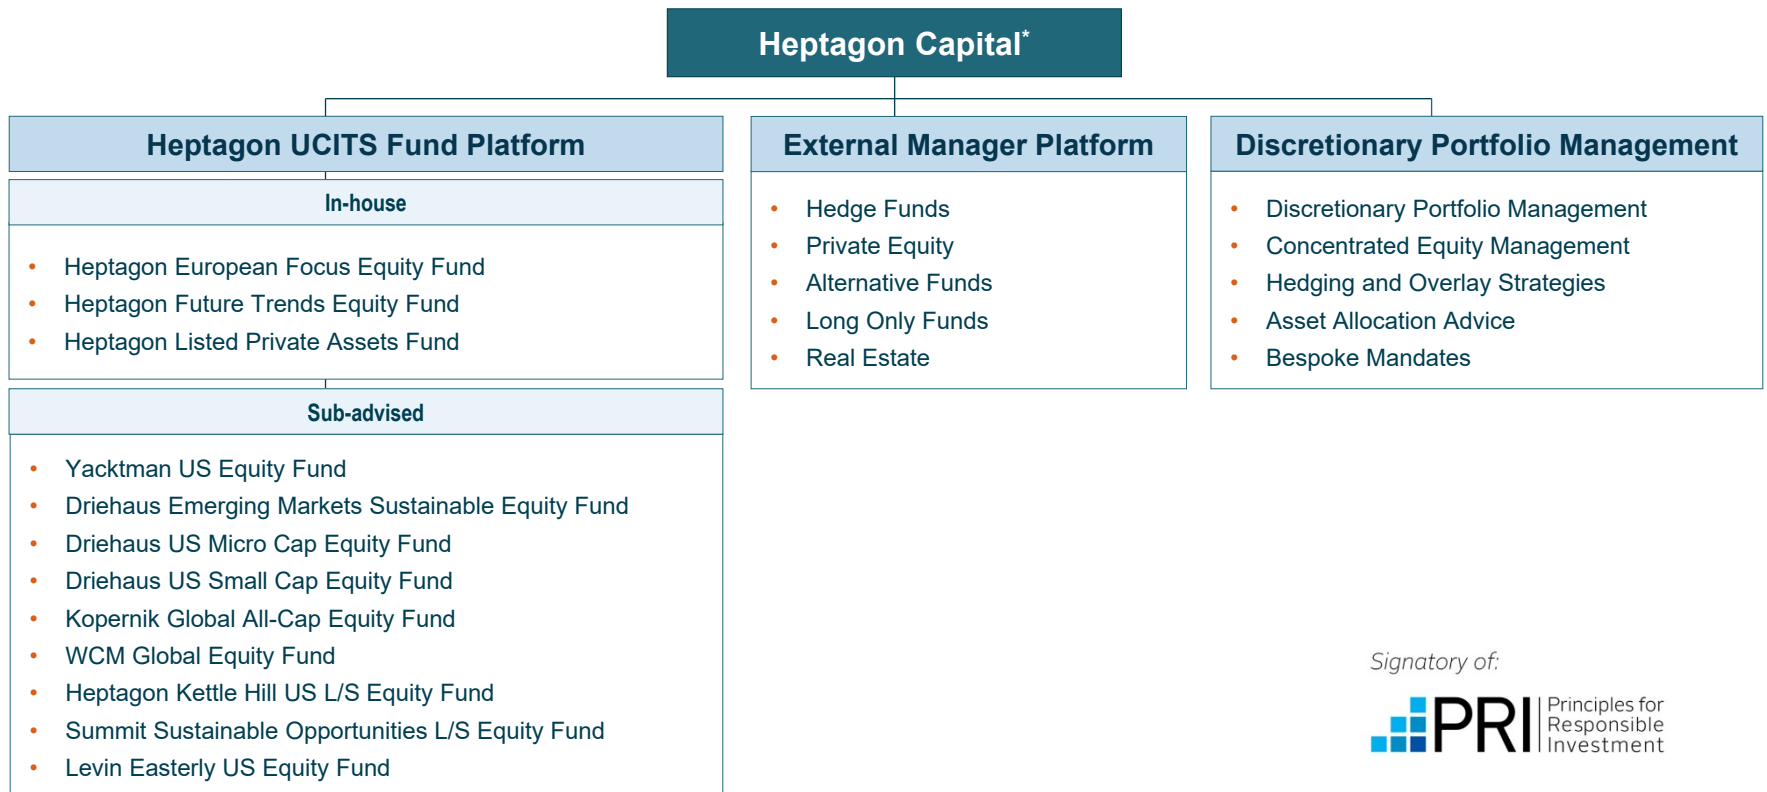 Heptagon Capital*
Heptagon UCITS Fund Platform
In-house
• Heptagon European Focus Equity Fund
• Heptagon Future Trends Equity Fund
• Heptagon Listed Private Assets Fund
Sub-advised
• Yacktman US Equity Fund
• Driehaus Emerging Markets Sustainable Equity Fund
• Driehaus US Micro Cap Equity Fund
• Driehaus US Small Cap Equity Fund
• Kopernik Global All-Cap Equity Fund
• WCM Global Equity Fund
• Heptagon Kettle Hill US L/S Equity Fund
• Summit Sustainable Opportunities L/S Equity Fund
• Levin Easterly US Equity Fund
External Manager Platform
• Hedge Funds
• Private Equity
• Alternative Funds
• Long Only Funds
• Real Estate
Discretionary Portfolio Management
• Discretionary Portfolio Management
• Concentrated Equity Management
• Hedging and Overlay Strategies
• Asset Allocation Advice
• Bespoke Mandates
Signatory of:
PRI
Principles for
Responsible
Investment